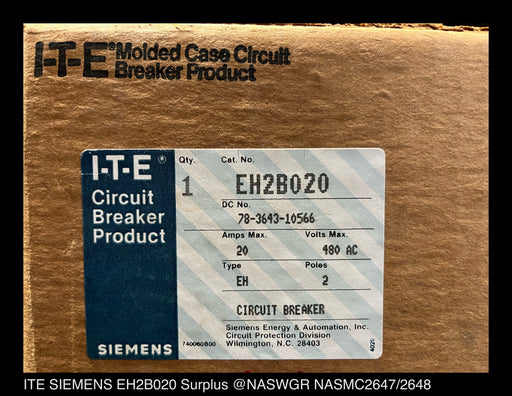 I-T-E® Molded Case Circuit
Breaker Product
I-T-E®
Circuit
Breaker
Product
SIEMENS
Qty. Cat. No.
1 EH2B020
DC No.
78-3643-10566
Amps Max. Volts Max.
20 480 AC
Type Poles
EH 2
CIRCUIT BREAKER
Siemens Energy & Automation, Inc.
Circuit Protection Division
740060B00 Wilmington, N.C. 28403
ITE SIEMENS EH2B020 Surplus @NASWGR NASMC2647/2648